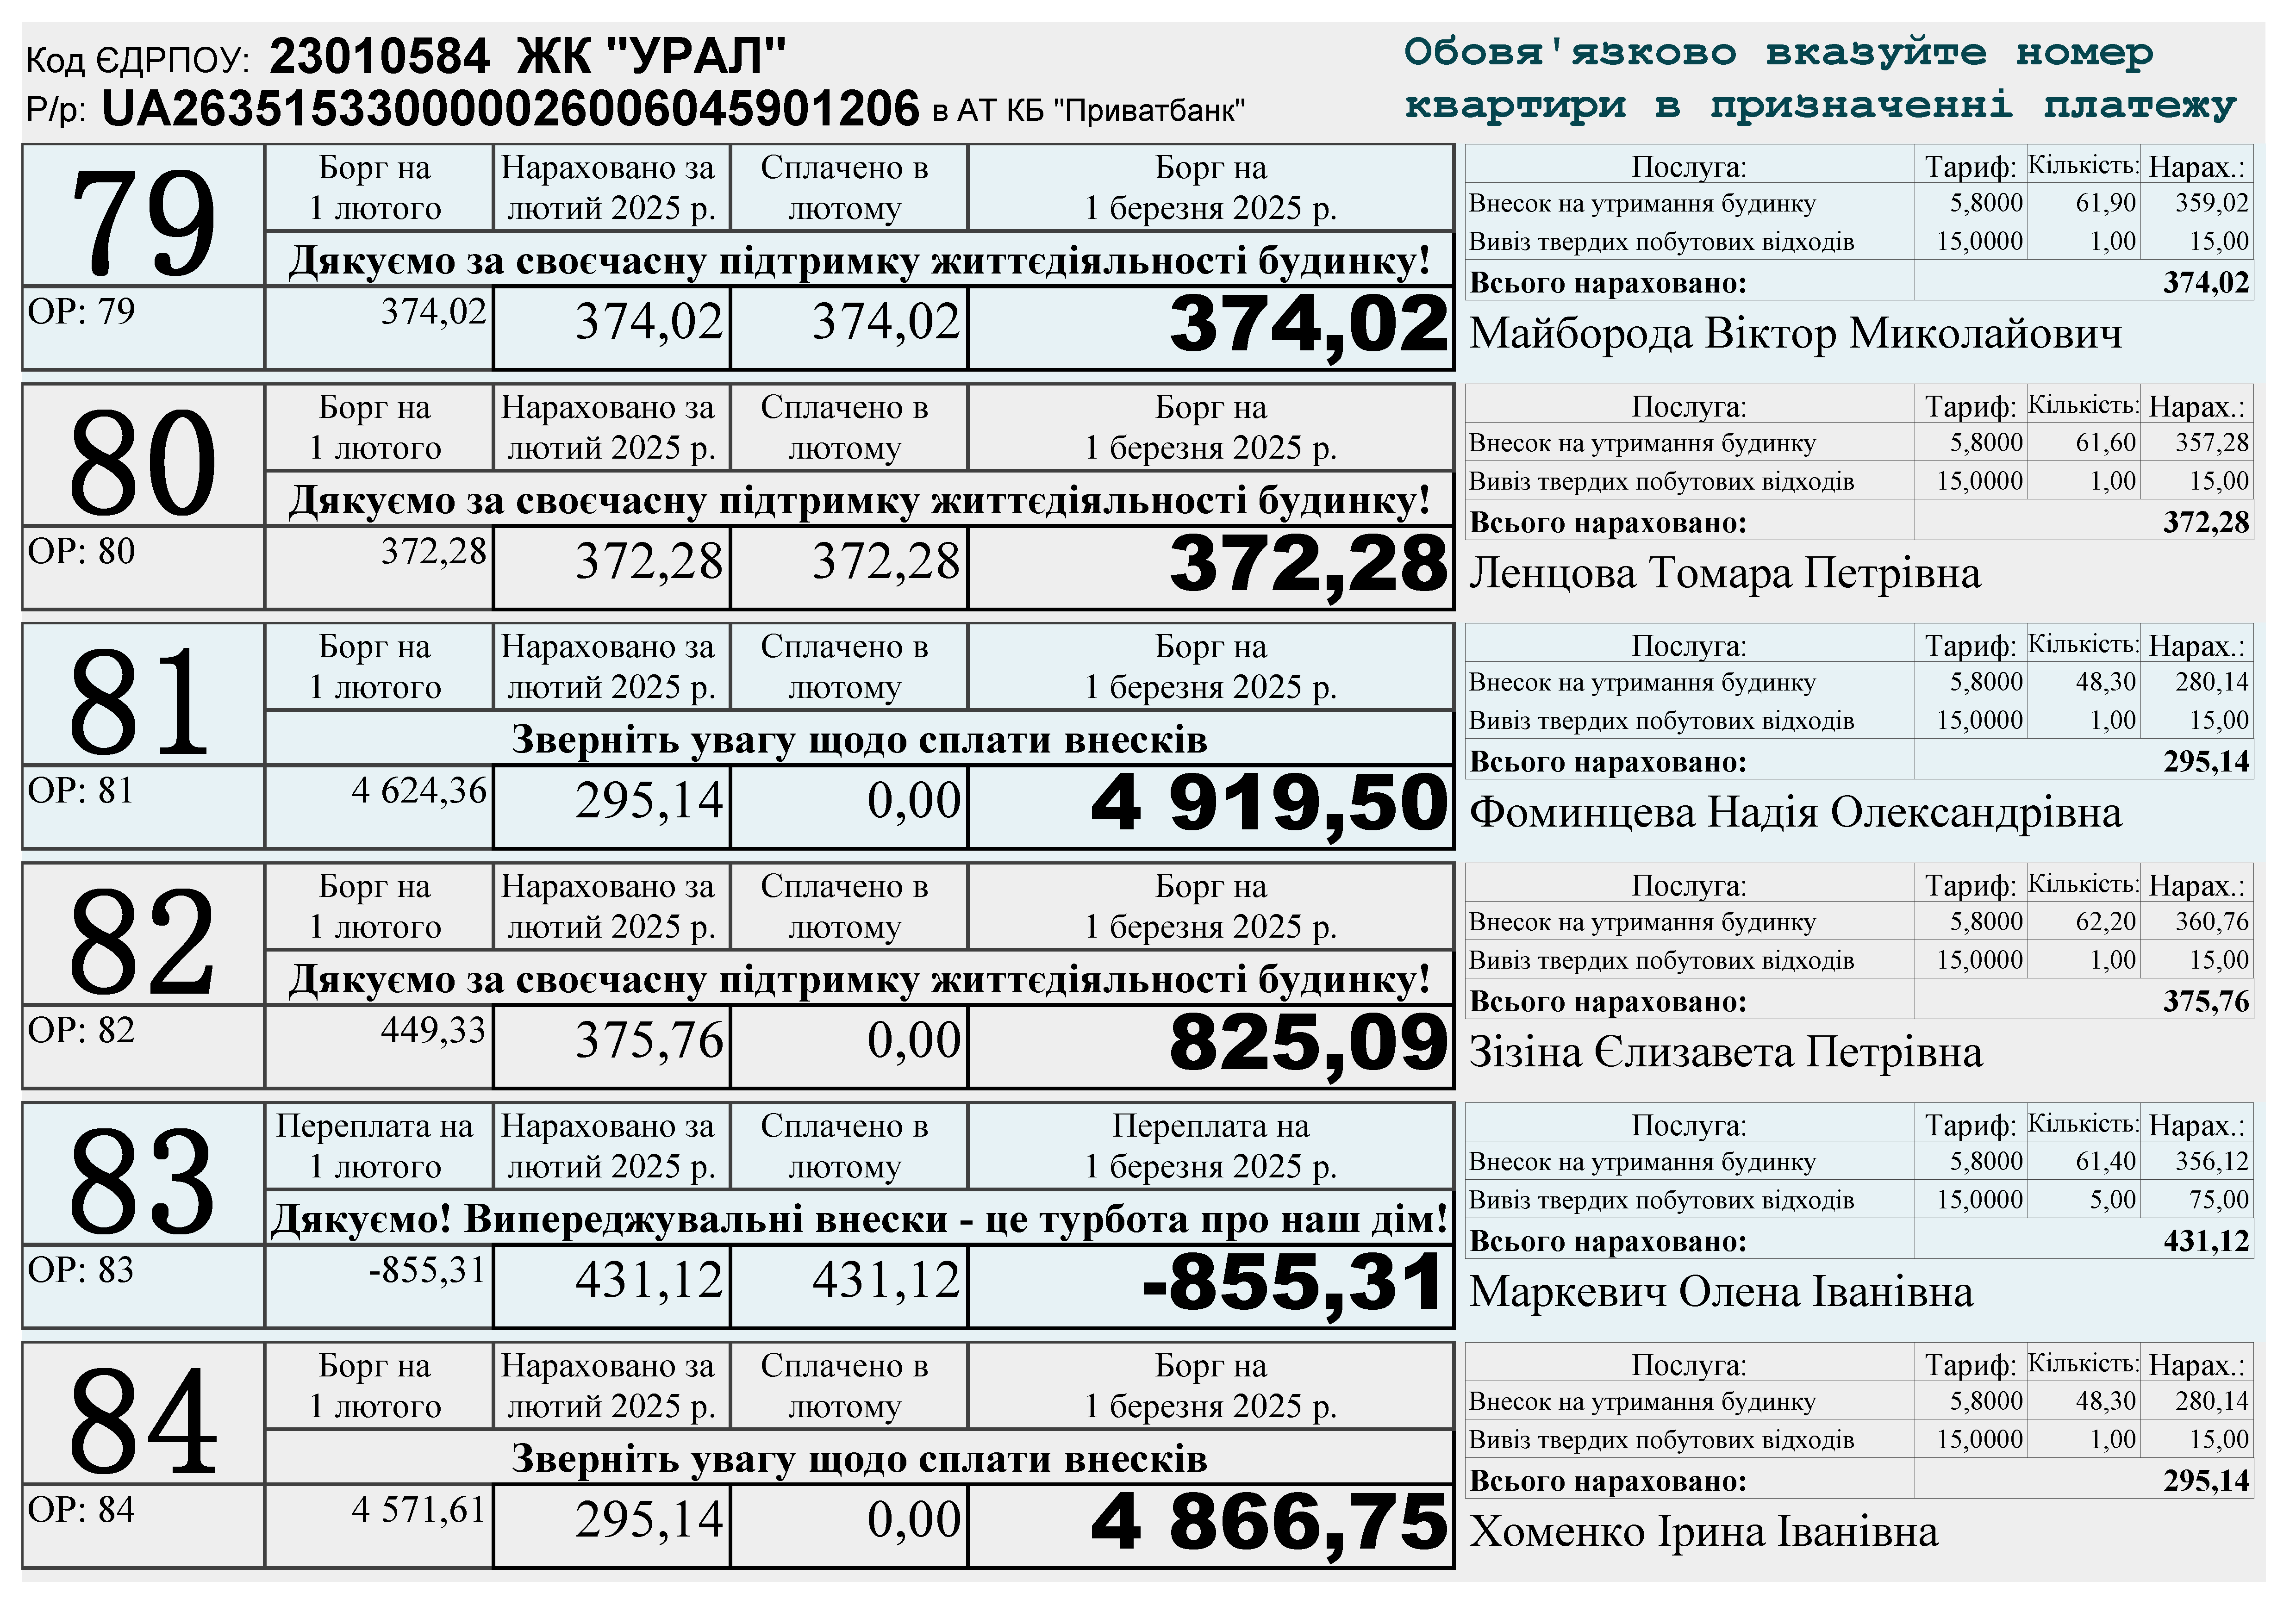 Код ЄДРПОУ: 23010584 ЖК "УРАЛ"
Р/р: UA263515330000026006045901206 в АТ КБ "Приватбанк"
Обов'язково вказуйте номер
квартири в призначенні платежу
79
Борг на
1 лютого
Нараховано за
лютий 2025 р.
Сплачено в
лютому
Борг на
1 березня 2025 р.
Дякуємо за своєчасну підтримку життєдіяльності будинку!
ОР: 79 374,02 374,02 374,02 374,02
Послуга: Тариф: Кількість: Нарах.:
Внесок на утримання будинку 5,8000 61,90 359,02
Вивіз твердих побутових відходів 15,0000 1,00 15,00
Всього нараховано: 374,02
Майборода Віктор Миколайович
80
Борг на
1 лютого
Нараховано за
лютий 2025 р.
Сплачено в
лютому
Борг на
1 березня 2025 р.
Дякуємо за своєчасну підтримку життєдіяльності будинку!
ОР: 80 372,28 372,28 372,28 372,28
Послуга: Тариф: Кількість: Нарах.:
Внесок на утримання будинку 5,8000 61,60 357,28
Вивіз твердих побутових відходів 15,0000 1,00 15,00
Всього нараховано: 372,28
Ленцова Томара Петрівна
81
Борг на
1 лютого
Нараховано за
лютий 2025 р.
Сплачено в
лютому
Борг на
1 березня 2025 р.
Зверніть увагу щодо сплати внесків
ОР: 81 4 624,36 295,14 0,00 4 919,50
Послуга: Тариф: Кількість: Нарах.:
Внесок на утримання будинку 5,8000 48,30 280,14
Вивіз твердих побутових відходів 15,0000 1,00 15,00
Всього нараховано: 295,14
Фоминцева Надія Олександрівна
82
Борг на
1 лютого
Нараховано за
лютий 2025 р.
Сплачено в
лютому
Борг на
1 березня 2025 р.
Дякуємо за своєчасну підтримку життєдіяльності будинку!
ОР: 82 449,33 375,76 0,00 825,09
Послуга: Тариф: Кількість: Нарах.:
Внесок на утримання будинку 5,8000 62,20 360,76
Вивіз твердих побутових відходів 15,0000 1,00 15,00
Всього нараховано: 375,76
Зізіна Єлизавета Петрівна
83
Переплата на
1 лютого
Нараховано за
лютий 2025 р.
Сплачено в
лютому
Переплата на
1 березня 2025 р.
Дякуємо! Випереджувальні внески - це турбота про наш дім!
ОР: 83 -855,31 431,12 431,12 -855,31
Послуга: Тариф: Кількість: Нарах.:
Внесок на утримання будинку 5,8000 61,40 356,12
Вивіз твердих побутових відходів 15,0000 5,00 75,00
Всього нараховано: 431,12
Маркевич Олена Іванівна
84
Борг на
1 лютого
Нараховано за
лютий 2025 р.
Сплачено в
лютому
Борг на
1 березня 2025 р.
Зверніть увагу щодо сплати внесків
ОР: 84 4 571,61 295,14 0,00 4 866,75
Послуга: Тариф: Кількість: Нарах.:
Внесок на утримання будинку 5,8000 48,30 280,14
Вивіз твердих побутових відходів 15,0000 1,00 15,00
Всього нараховано: 295,14
Хоменко Ірина Іванівна